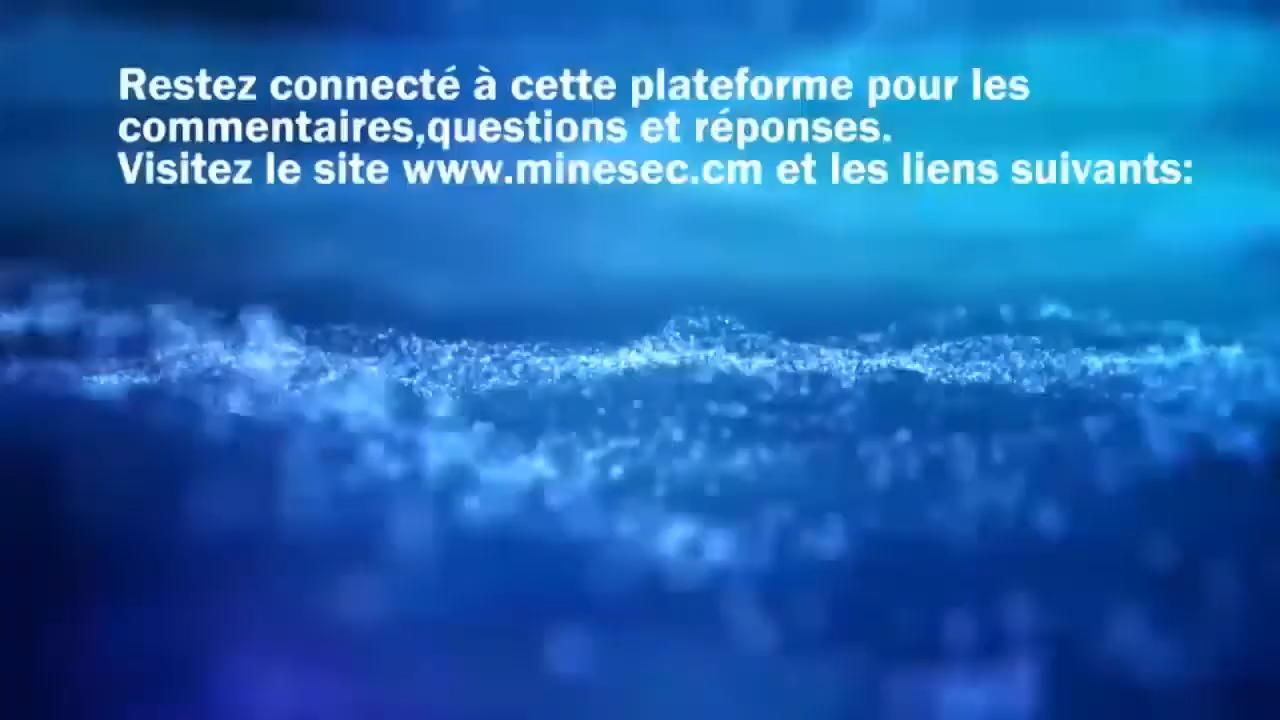 Restez connecté à cette plateforme pour les
commentaires,questions et réponses.
Visitez le site www.minesec.cm et les liens suivants: